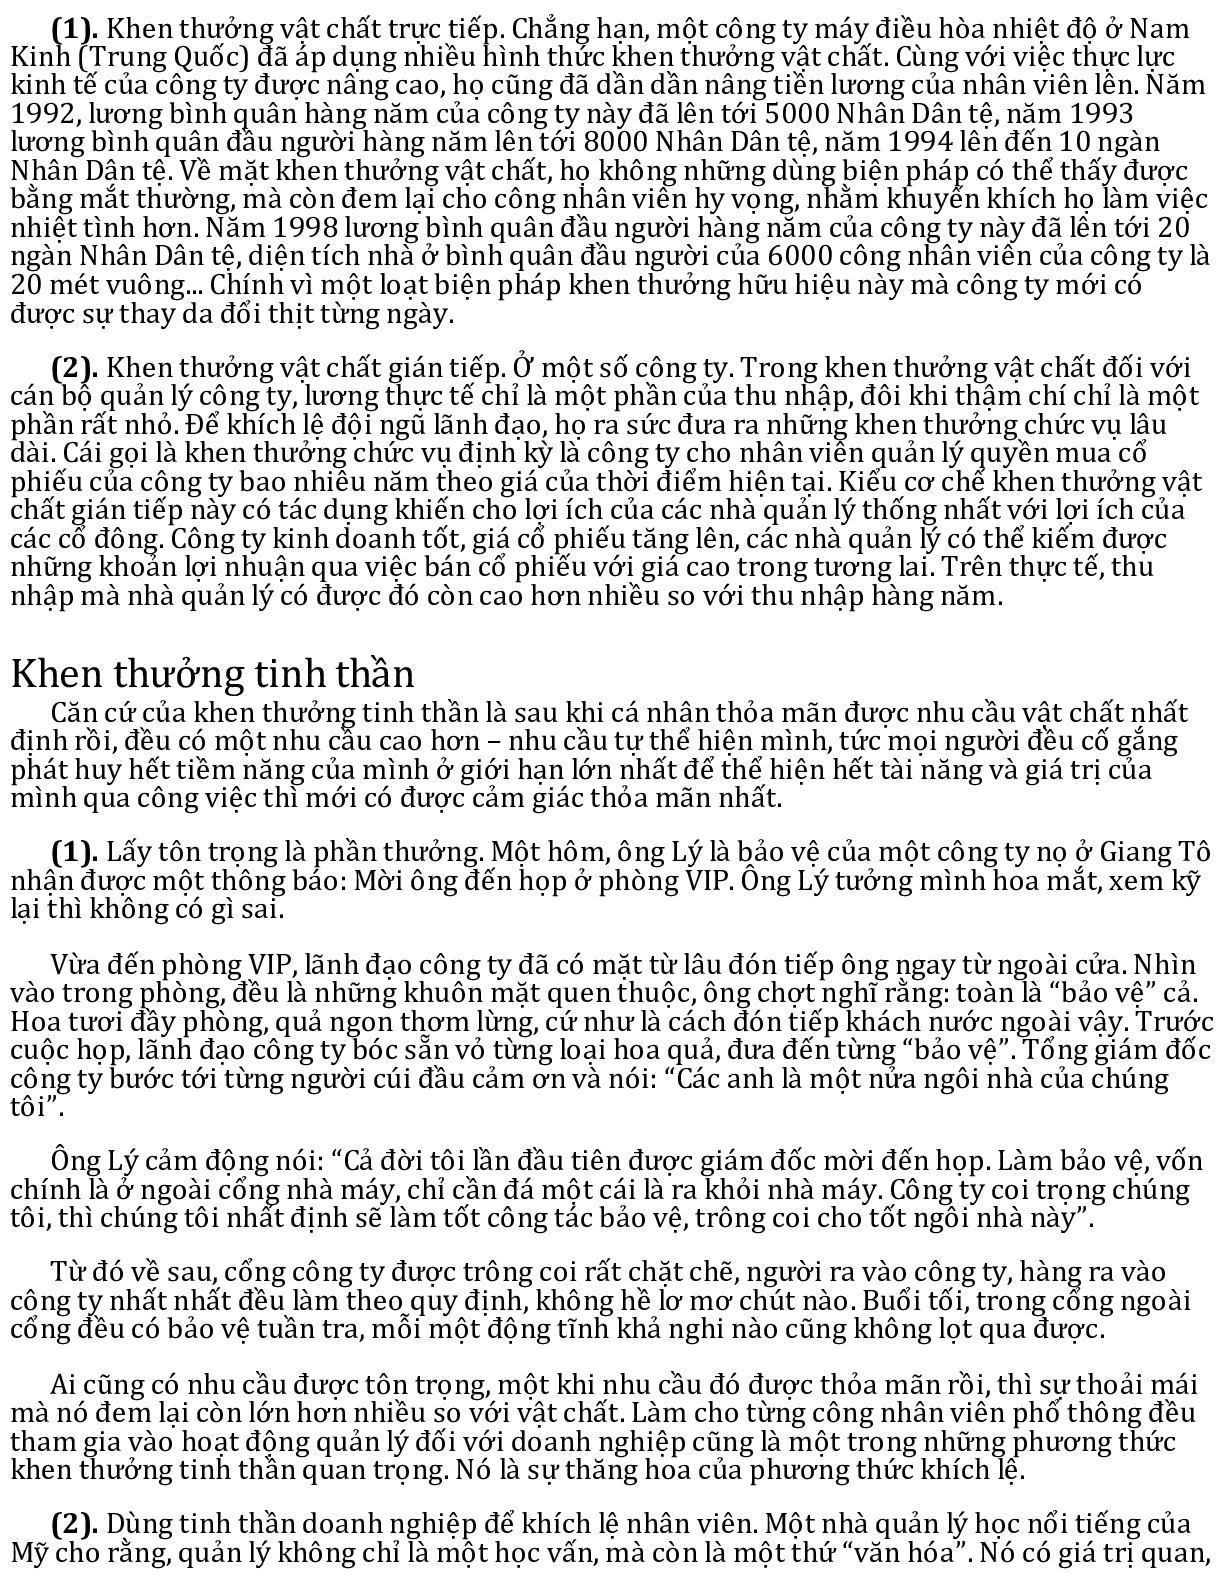 (1). Khen thưởng vật chất trực tiếp. Chẳng hạn, một công ty máy điều hòa nhiệt độ ở Nam
Kinh (Trung Quốc) đã áp dụng nhiều hình thức khen thưởng vật chất. Cùng với việc thực lực
kinh tế của công ty được nâng cao, họ cũng đã dần dần nâng tiền lương của nhân viên lên. Năm
1992, lương bình quân hàng năm của công ty này đã lên tới 5000 Nhân Dân tệ, năm 1993
lương bình quân đầu người hàng năm lên tới 8000 Nhân Dân tệ, năm 1994 lên đến 10 ngàn
Nhân Dân tệ. Về mặt khen thưởng vật chất, họ không những dùng biện pháp có thể thấy được
bằng mắt thường, mà còn đem lại cho công nhân viên hy vọng, nhằm khuyến khích họ làm việc
nhiệt tình hơn. Năm 1998 lương bình quân đầu người hàng năm của công ty này đã lên tới 20
ngàn Nhân Dân tệ, diện tích nhà ở bình quân đầu người của 6000 công nhân viên của công ty là
20 mét vuông... Chính vì một loạt biện pháp khen thưởng hữu hiệu này mà công ty mới có
được sự thay da đổi thịt từng ngày.
(2). Khen thưởng vật chất gián tiếp. Ở một số công ty. Trong khen thưởng vật chất đối với
cán bộ quản lý công ty, lương thực tế chỉ là một phần của thu nhập, đôi khi thậm chí chỉ là một
phần rất nhỏ. Để khích lệ đội ngũ lãnh đạo, họ ra sức đưa ra những khen thưởng chức vụ lâu
dài. Cái gọi là khen thưởng chức vụ định kỳ là công ty cho nhân viên quản lý quyền mua cổ
phiếu của công ty bao nhiêu năm theo giá của thời điểm hiện tại. Kiểu cơ chế khen thưởng vật
chất gián tiếp này có tác dụng khiến cho lợi ích của các nhà quản lý thống nhất với lợi ích của
các cổ đông. Công ty kinh doanh tốt, giá cổ phiếu tăng lên, các nhà quản lý có thể kiếm được
những khoản lợi nhuận qua việc bán cổ phiếu với giá cao trong tương lai. Trên thực tế, thu
nhập mà nhà quản lý có được đó còn cao hơn nhiều so với thu nhập hàng năm.
Khen thưởng tinh thần
Căn cứ của khen thưởng tinh thần là sau khi cá nhân thỏa mãn được nhu cầu vật chất nhất
định rồi, đều có một nhu cầu cao hơn – nhu cầu tự thể hiện mình, tức mọi người đều cố gắng
phát huy hết tiềm năng của mình ở giới hạn lớn nhất để thể hiện hết tài năng và giá trị của
mình qua công việc thì mới có được cảm giác thỏa mãn nhất.
(1). Lấy tôn trọng là phần thưởng. Một hôm, ông Lý là bảo vệ của một công ty nọ ở Giang Tô
nhận được một thông báo: Mời ông đến họp ở phòng VIP. Ông Lý tưởng mình hoa mắt, xem kỹ
lại thì không có gì sai.
Vừa đến phòng VIP, lãnh đạo công ty đã có mặt từ lâu đón tiếp ông ngay từ ngoài cửa. Nhìn
vào trong phòng, đều là những khuôn mặt quen thuộc, ông chợt nghĩ rằng: toàn là “bảo vệ” cả.
Hoa tươi đầy phòng, quả ngon thơm lừng, cứ như là cách đón tiếp khách nước ngoài vậy. Trước
cuộc họp, lãnh đạo công ty bóc sẵn vỏ từng loại hoa quả, đưa đến từng “bảo vệ”. Tổng giám đốc
công ty bước tới từng người cúi đầu cảm ơn và nói: “Các anh là một nửa ngôi nhà của chúng
tôi”.
Ông Lý cảm động nói: “Cả đời tôi lần đầu tiên được giám đốc mời đến họp. Làm bảo vệ, vốn
chính là ở ngoài cổng nhà máy, chỉ cần đá một cái là ra khỏi nhà máy. Công ty coi trọng chúng
tôi, thì chúng tôi nhất định sẽ làm tốt công tác bảo vệ, trông coi cho tốt ngôi nhà này”.
Từ đó về sau, cổng công ty được trông coi rất chặt chẽ, người ra vào công ty, hàng ra vào
công ty nhất nhất đều làm theo quy định, không hề lơ mơ chút nào. Buổi tối, trong cổng ngoài
cổng đều có bảo vệ tuần tra, mỗi một động tĩnh khả nghi nào cũng không lọt qua được.
Ai cũng có nhu cầu được tôn trọng, một khi nhu cầu đó được thỏa mãn rồi, thì sự thoải mái
mà nó đem lại còn lớn hơn nhiều so với vật chất. Làm cho từng công nhân viên phổ thông đều
tham gia vào hoạt động quản lý đối với doanh nghiệp cũng là một trong những phương thức
khen thưởng tinh thần quan trọng. Nó là sự thăng hoa của phương thức khích lệ.
(2). Dùng tinh thần doanh nghiệp để khích lệ nhân viên. Một nhà quản lý học nổi tiếng của
Mỹ cho rằng, quản lý không chỉ là một học vấn, mà còn là một thứ “văn hóa”. Nó có giá trị quan,